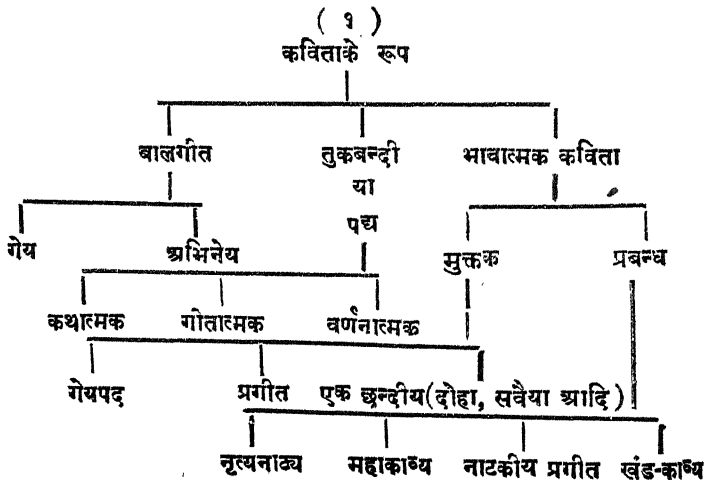 ( १ )
कविताके रूप
बालगीत तुकबन्दी भावात्मक कविता
या
पद्य
गेय अभिनेय मुक्तक प्रबन्ध
कथात्मक गोतात्मक वर्णनात्मक
गेयपद प्रगीत एक छन्दीय(दोहा, सवैया आदि)
नृत्यनाट्य महाकाव्य नाटकीय प्रगीत खंड-काव्य